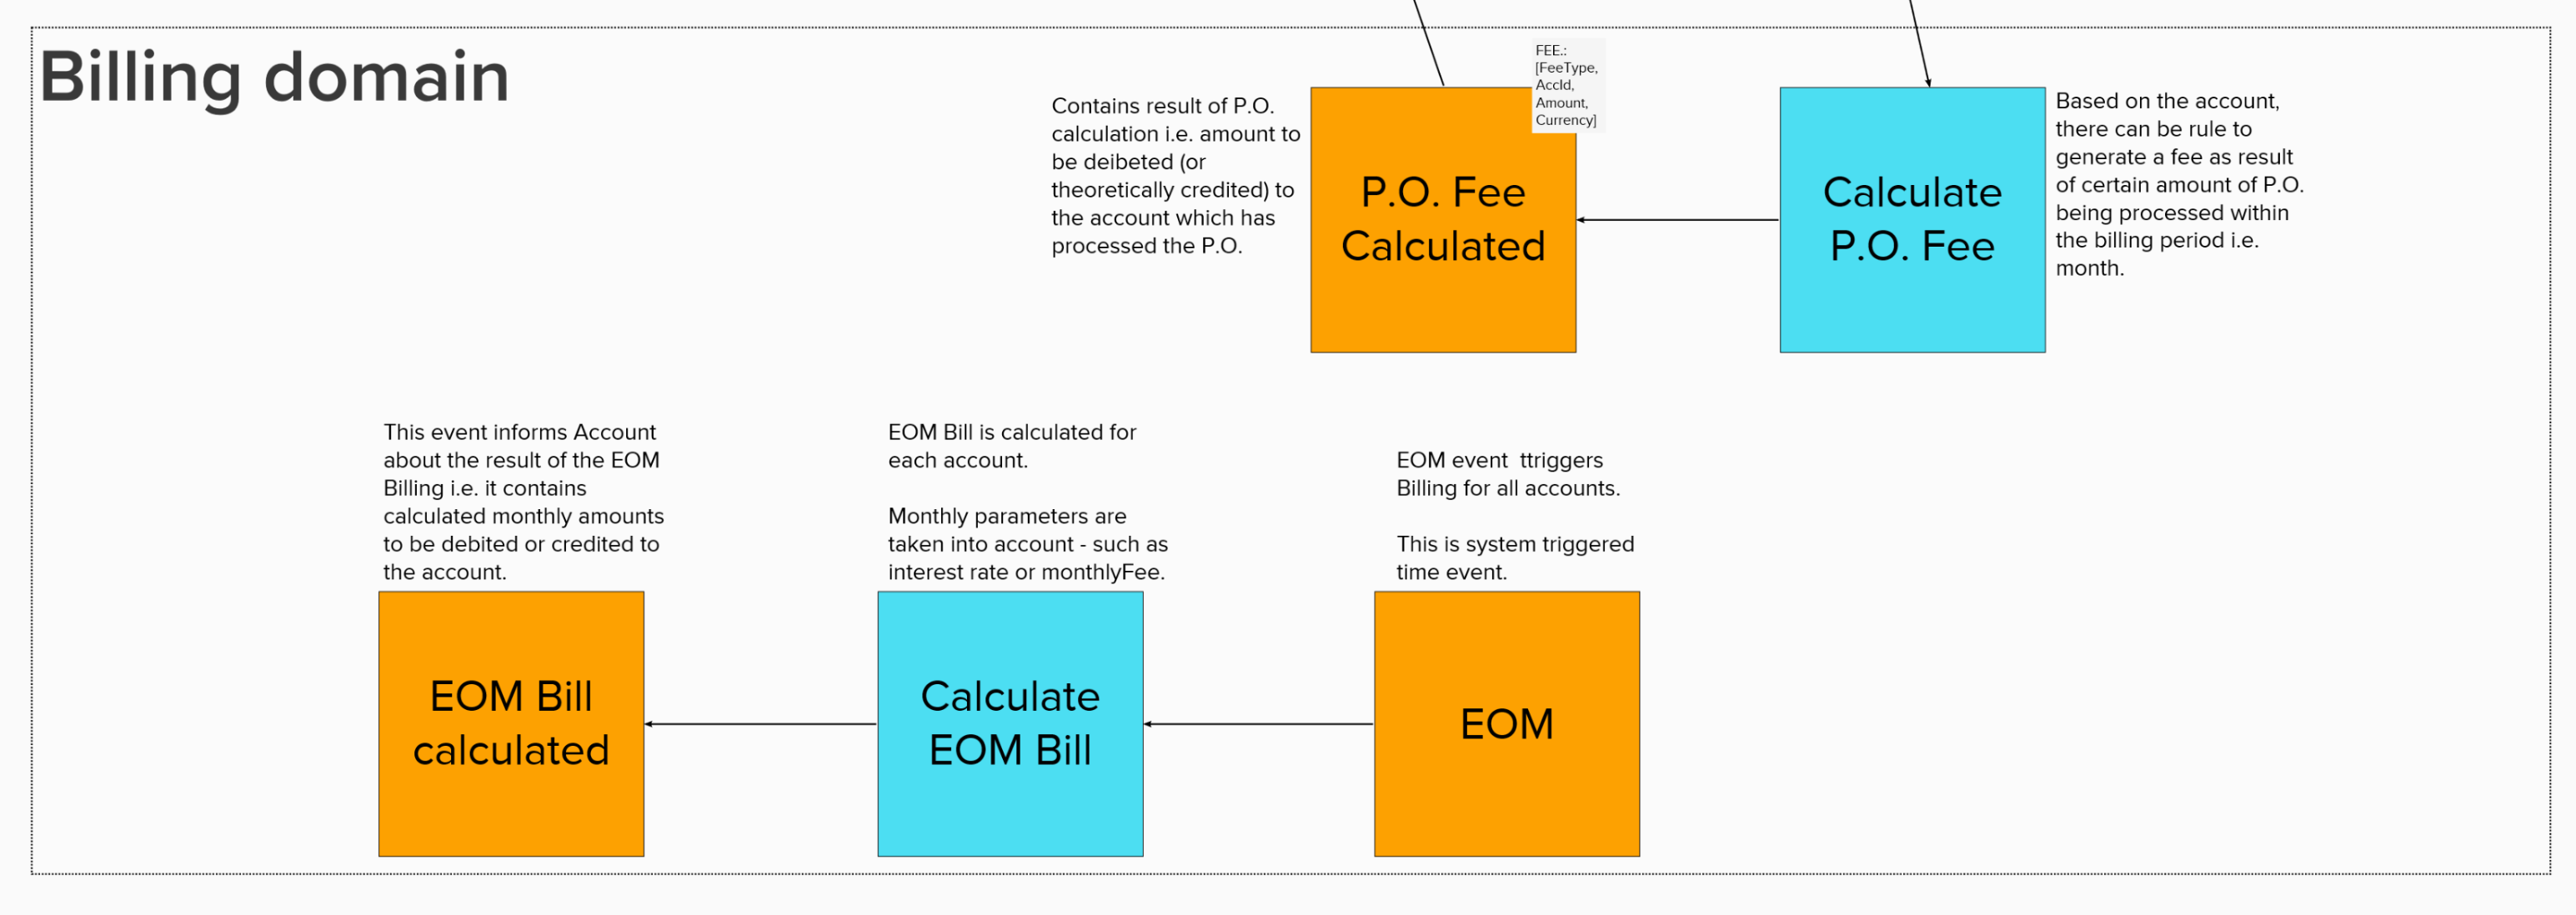 Billing domain
Contains result of P.O.
calculation i.e. amount to
be deibeted (or
theoretically credited) to
the account which has
processed the P.O.
FEE.:
[FeeType,
AccId,
Amount,
Currency]
P.O. Fee
Calculated
Calculate
P.O. Fee
Based on the account,
there can be rule to
generate a fee as result
of certain amount of P.O.
being processed within
the billing period i.e.
month.
This event informs Account
about the result of the EOM
Billing i.e. it contains
calculated monthly amounts
to be debited or credited to
the account.
EOM Bill is calculated for
each account.
Monthly parameters are
taken into account - such as
interest rate or monthlyFee.
EOM event  ttriggers
Billing for all accounts.
This is system triggered
time event.
EOM Bill
calculated
Calculate
EOM Bill
EOM